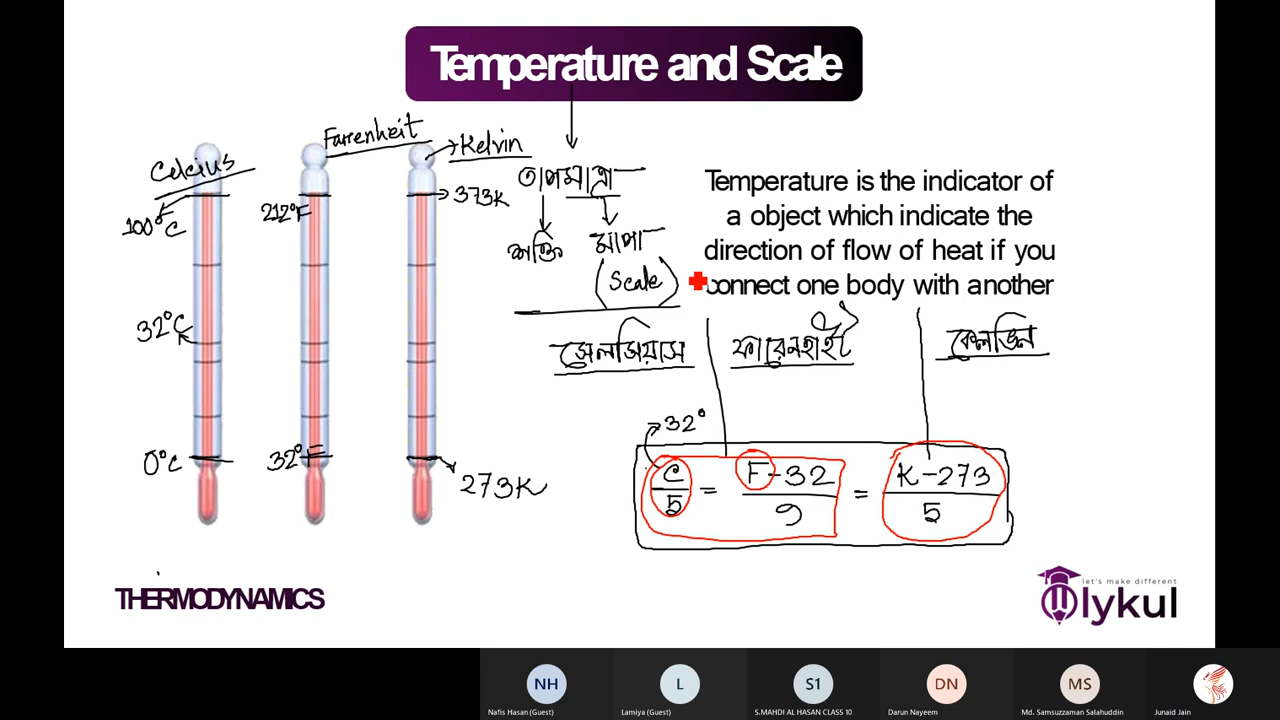 Temperature and Scale
Celcius
Farrenheit
Kelvin
100°C
212°F
373K
তাপমাত্রা
শক্তি
মাপা
(Scale)
32°C
0°C
32°F
273K
Temperature is the indicator of
a object which indicate the
direction of flow of heat if you
connect one body with another
সেলসিয়াসে
ফারেনহাইট
কেলভিন
32°
C/5 = F-32/9 = K-273/5
THERMODYNAMICS
let's make different
lykul
NH
L
S1
DN
MS
Nafis Hasan (Guest)
Lamiya (Guest)
S.MAHDI AL HASAN CLASS 10
Darun Nayeem
Md. Samsuzzaman Salahuddin
Junaid Jain